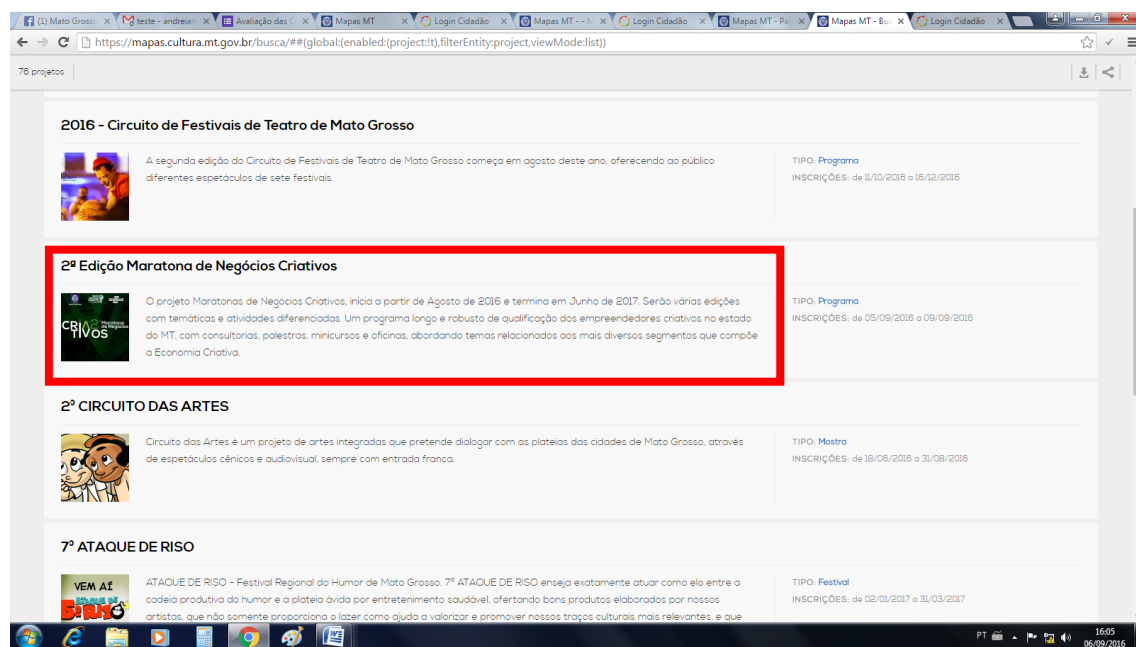 (1) Mato Grosso
teste - andreiar
Avaliação das C
Mapas MT
Login Cidadão
Mapas MT - - M
Login Cidadão
Mapas MT - Pai
Mapas MT - Bus
Login Cidadão
https://mapas.cultura.mt.gov.br/busca/##(global:(enabled:(project:!t),filterEntity:project,viewMode:list))
76 projetos
2016 - Circuito de Festivais de Teatro de Mato Grosso
A segunda edição do Circuito de Festivais de Teatro de Mato Grosso começa em agosto deste ano, oferecendo ao público
diferentes espetáculos de sete festivais.
TIPO: Programa
INSCRIÇÕES: de 11/10/2016 a 16/12/2016
2ª Edição Maratona de Negócios Criativos
CRIATIVOS
Maratona
de Negócios
O projeto Maratonas de Negócios Criativos, inicia a partir de Agosto de 2016 e termina em Junho de 2017. Serão várias edições
com temáticas e atividades diferenciadas. Um programa longo e robusto de qualificação dos empreendedores criativos no estado
do MT, com consultorias, palestras, minicursos e oficinas, abordando temas relacionados aos mais diversos segmentos que compõe
a Economia Criativa.
TIPO: Programa
INSCRIÇÕES: de 05/09/2016 a 09/09/2016
2º CIRCUITO DAS ARTES
Circuito das Artes é um projeto de artes integradas que pretende dialogar com as plateias das cidades de Mato Grosso, através
de espetáculos cênicos e audiovisual, sempre com entrada franca.
TIPO: Mostra
INSCRIÇÕES: de 18/06/2016 a 31/08/2016
7º ATAQUE DE RISO
VEM AÍ
ATAQUE DE RISO - Festival Regional do Humor de Mato Grosso. 7º ATAQUE DE RISO enseja exatamente atuar como elo entre a
cadeia produtiva do humor e a plateia ávida por entretenimento saudável, ofertando bons produtos elaborados por nossos
artistas, que não somente proporciona o lazer como ajuda a valorizar e promover nossos traços culturais mais relevantes, e que
TIPO: Festival
INSCRIÇÕES: de 02/01/2017 a 31/03/2017
PT
16:05
06/09/2016